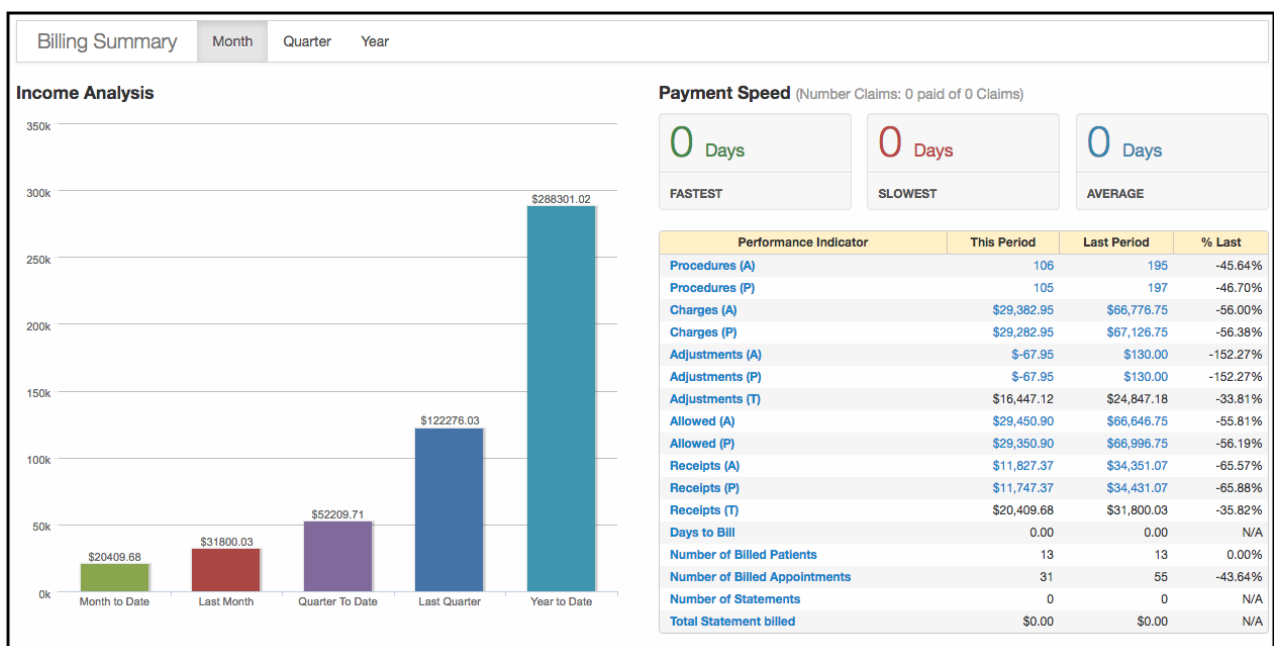 Billing Summary Month Quarter Year
Income Analysis
350k
300k
250k
200k
150k
100k
50k
0k
$20409.68
$31800.03
$52209.71
$122276.03
$288301.02
Month to Date Last Month Quarter To Date Last Quarter Year to Date
Payment Speed (Number Claims: 0 paid of 0 Claims)
0 Days
FASTEST
0 Days
SLOWEST
0 Days
AVERAGE
Performance Indicator This Period Last Period % Last
Procedures (A) 106 195 -45.64%
Procedures (P) 105 197 -46.70%
Charges (A) $29,382.95 $66,776.75 -56.00%
Charges (P) $29,282.95 $67,126.75 -56.38%
Adjustments (A) $-67.95 $130.00 -152.27%
Adjustments (P) $-67.95 $130.00 -152.27%
Adjustments (T) $16,447.12 $24,847.18 -33.81%
Allowed (A) $29,450.90 $66,646.75 -55.81%
Allowed (P) $29,350.90 $66,996.75 -56.19%
Receipts (A) $11,827.37 $34,351.07 -65.57%
Receipts (P) $11,747.37 $34,431.07 -65.88%
Receipts (T) $20,409.68 $31,800.03 -35.82%
Days to Bill 0.00 0.00 N/A
Number of Billed Patients 13 13 0.00%
Number of Billed Appointments 31 55 -43.64%
Number of Statements 0 0 N/A
Total Statement billed $0.00 $0.00 N/A